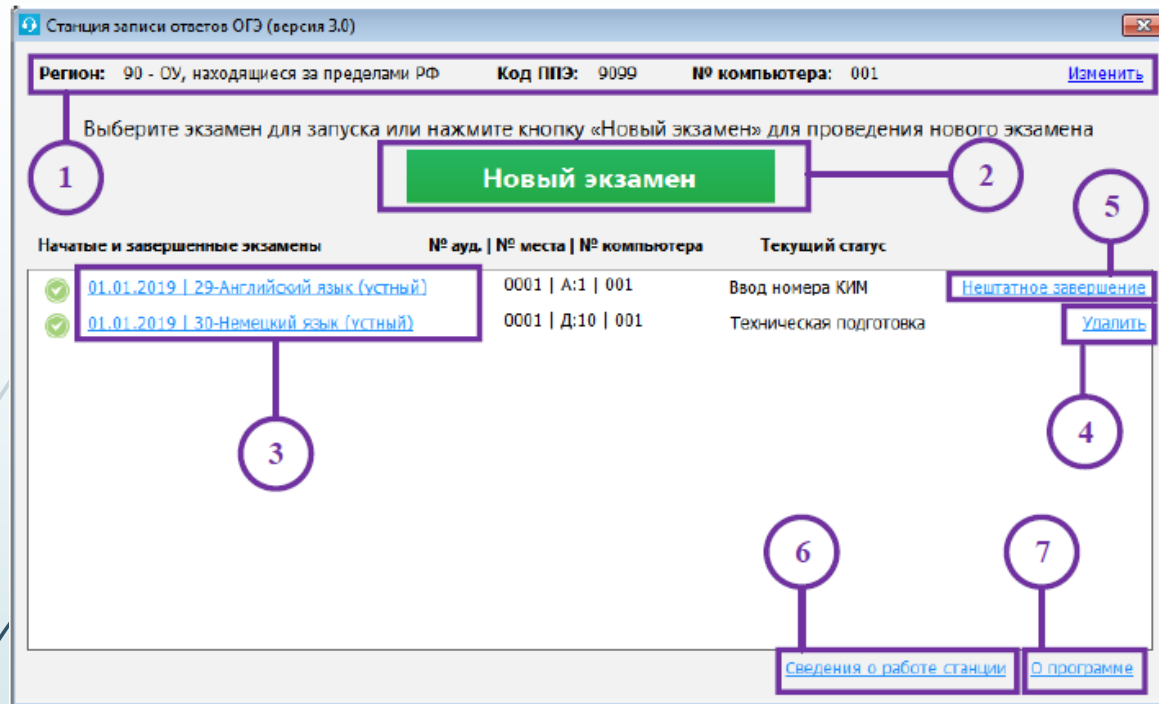 Станция записи ответов ОГЭ (версия 3.0)
Регион: 90 - ОУ, находящиеся за пределами РФ Код ППЭ: 9099 № компьютера: 001 Изменить
Выберите экзамен для запуска или нажмите кнопку «Новый экзамен» для проведения нового экзамена
1
Новый экзамен
2
5
Начатые и завершенные экзамены № ауд. | № места | № компьютера Текущий статус
01.01.2019 | 29-Английский язык (устный) 0001 | А:1 | 001 Ввод номера КИМ Нештатное завершение
01.01.2019 | 30-Немецкий язык (устный) 0001 | Д:10 | 001 Техническая подготовка Удалить
3
4
6
7
Сведения о работе станции О программе